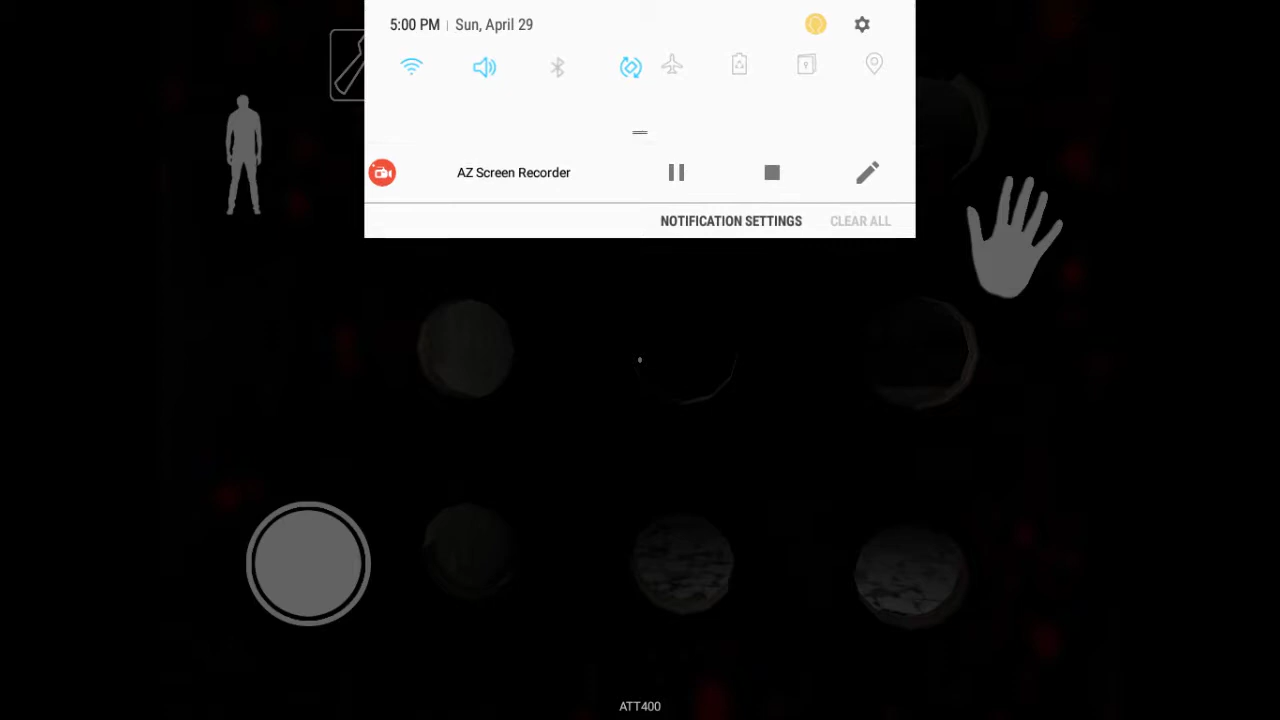 5:00 PM | Sun, April 29
AZ Screen Recorder
NOTIFICATION SETTINGS CLEAR ALL
ATT400